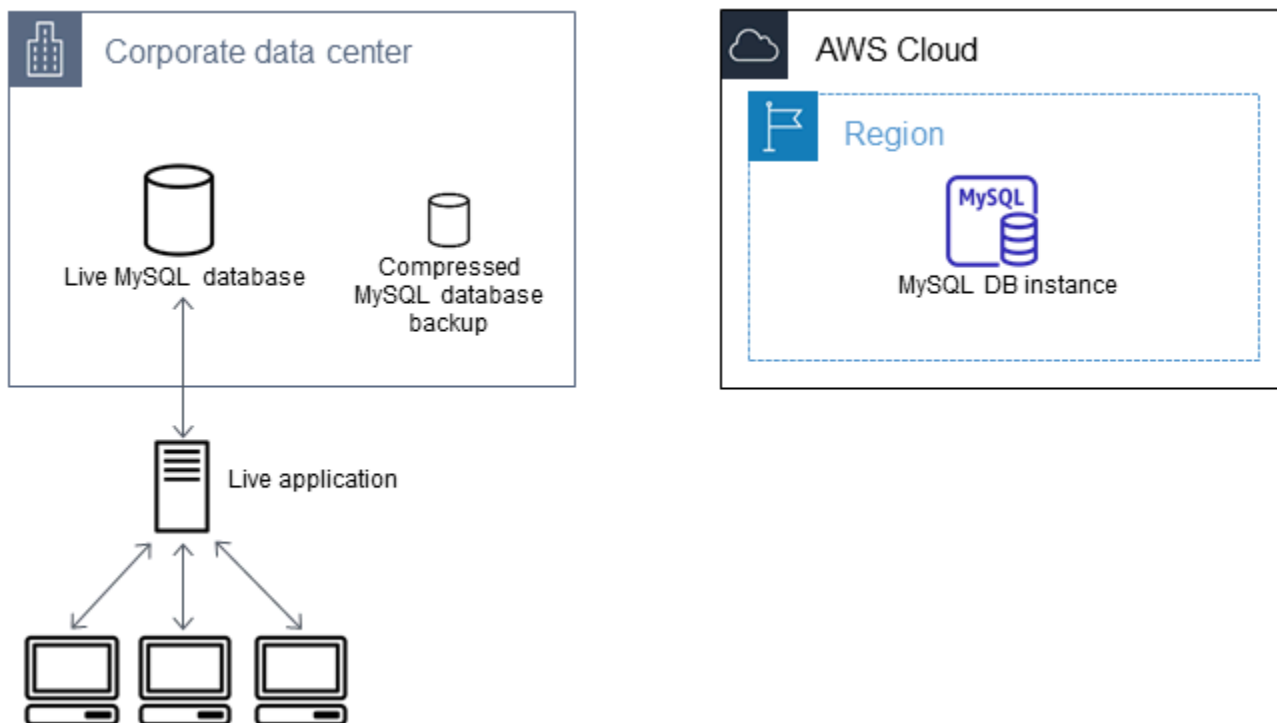 Corporate data center
AWS Cloud
Region
MySQL
Live MySQL database
Compressed
MySQL database
backup
MySQL DB instance
Live application